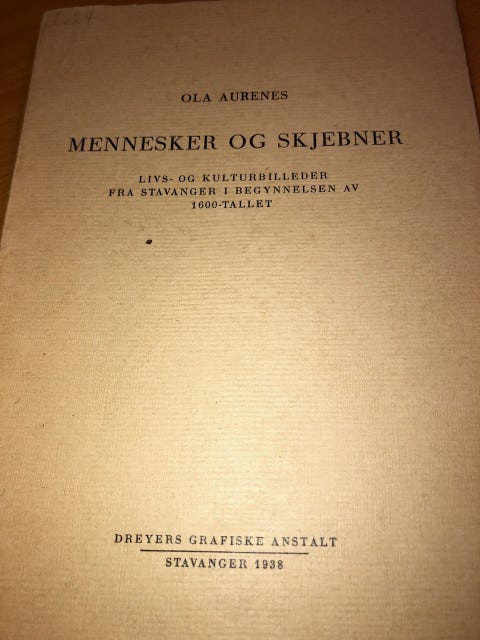 OLA AURENES
MENNESKER OG SKJEBNER
LIVS- OG KULTURBILLEDER
FRA STAVANGER I BEGYNNELSEN AV
1600-TALLET
DREYERS GRAFISKE ANSTALT
STAVANGER 1938